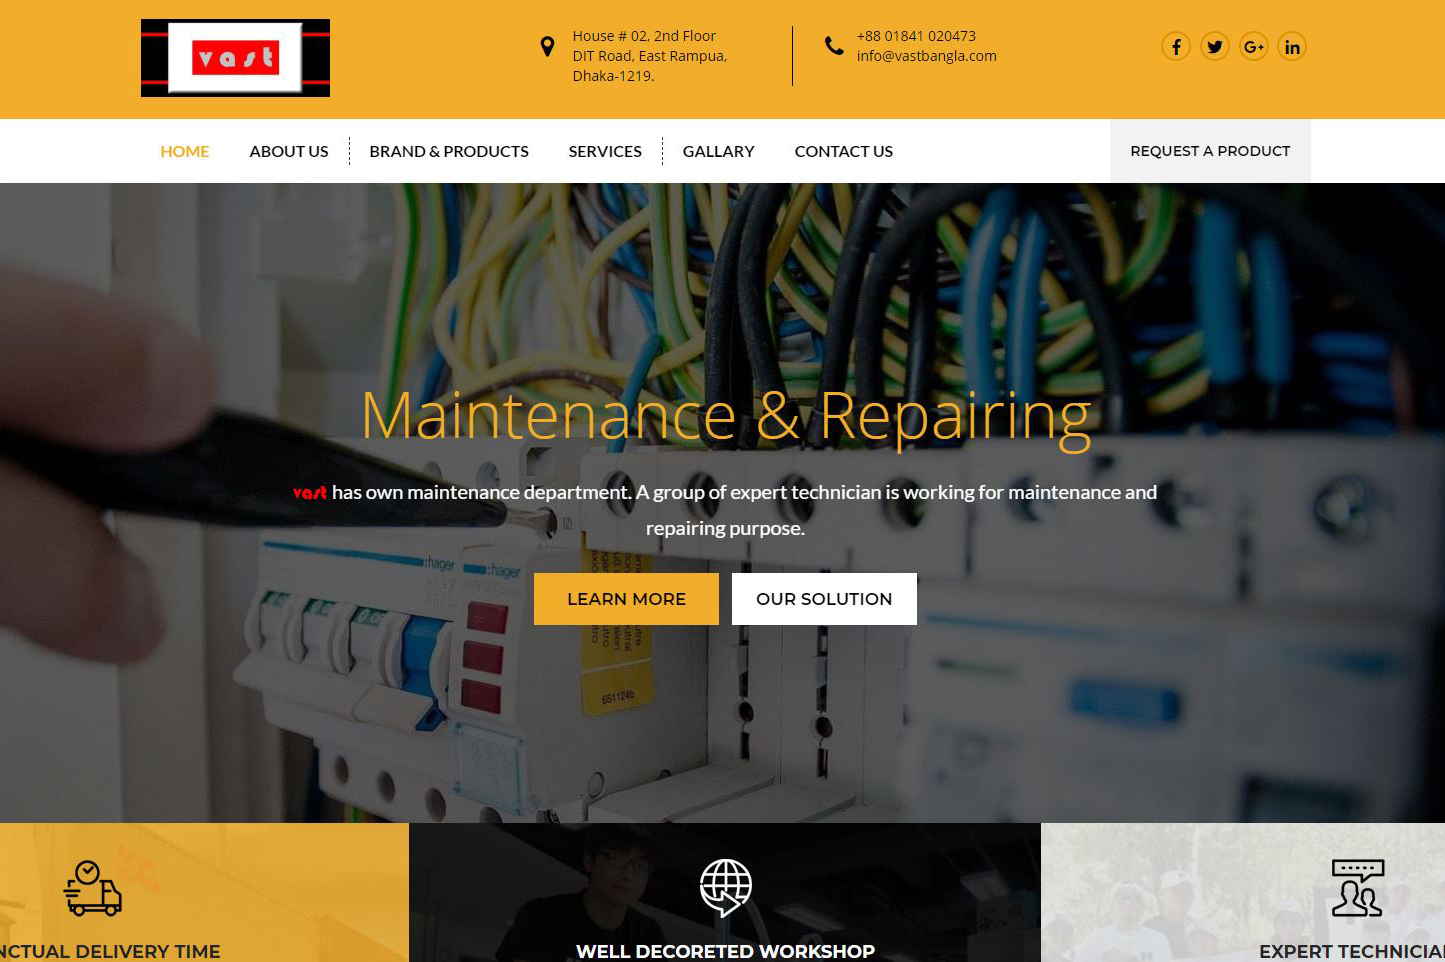 vast
House # 02, 2nd Floor
DIT Road, East Rampua,
Dhaka-1219.
+88 01841 020473
info@vastbangla.com
HOME
ABOUT US
BRAND & PRODUCTS
SERVICES
GALLARY
CONTACT US
REQUEST A PRODUCT
Maintenance & Repairing
vast has own maintenance department. A group of expert technician is working for maintenance and
repairing purpose.
:hager
:hager
LEARN MORE
OUR SOLUTION
6S1124b
NCTUAL DELIVERY TIME
WELL DECORETED WORKSHOP
EXPERT TECHNICIA